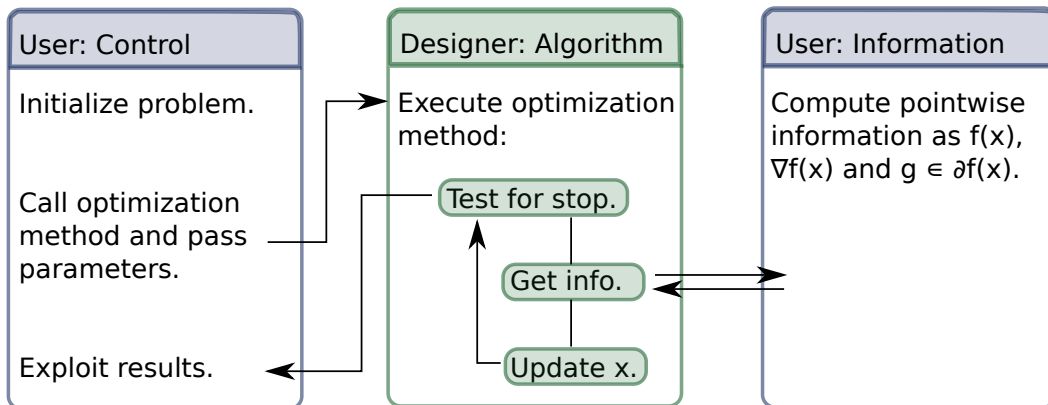 User: Control
Initialize problem.
Call optimization
method and pass
parameters.
Exploit results.
Designer: Algorithm
Execute optimization
method:
Test for stop.
Get info.
Update x.
User: Information
Compute pointwise
information as f(x),
∇f(x) and g ∈ ∂f(x).